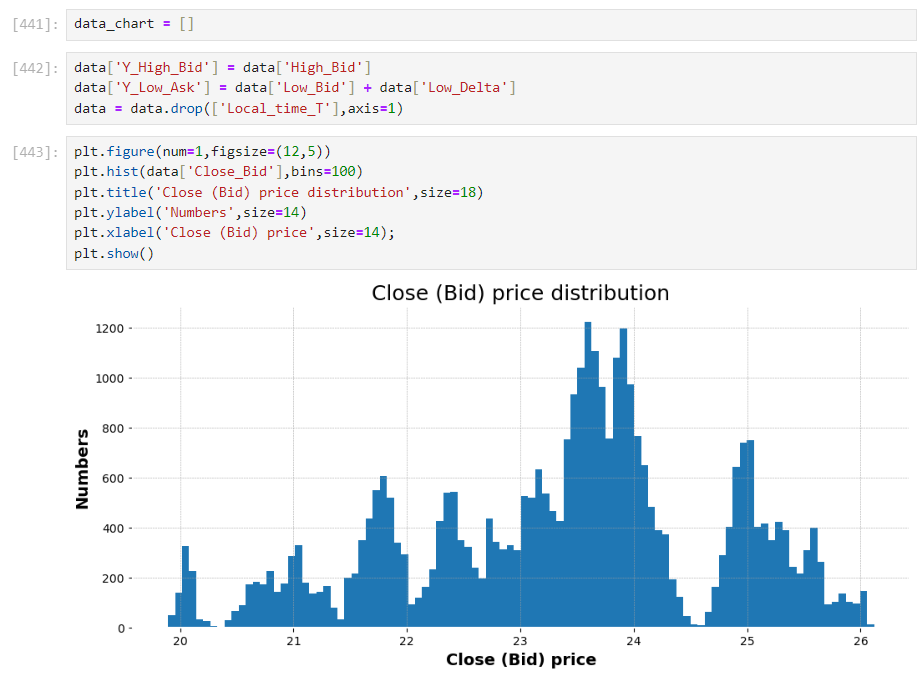 [441]: data_chart = []
[442]: data['Y_High_Bid'] = data['High_Bid']
data['Y_Low_Ask'] = data['Low_Bid'] + data['Low_Delta']
data = data.drop(['Local_time_T'],axis=1)
[443]: plt.figure(num=1,figsize=(12,5))
plt.hist(data['Close_Bid'],bins=100)
plt.title('Close (Bid) price distribution',size=18)
plt.ylabel('Numbers',size=14)
plt.xlabel('Close (Bid) price',size=14);
plt.show()
Close (Bid) price distribution
1200
1000
800
600
400
200
0
Numbers
20 21 22 23 24 25 26
Close (Bid) price